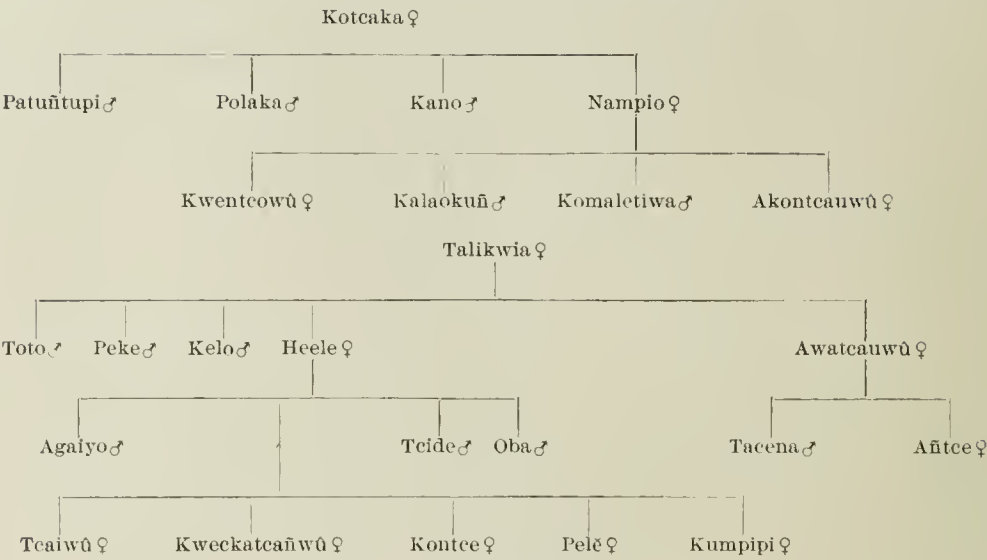 Kotcaka♀
Patuñtupi♂ Polaka♂ Kano♂ Nampio♀
Kwentcowû♀ Kalaokuñ♂ Komaletiwa♂ Akontcauwû♀
Talikwia♀
Toto♂ Peke♂ Kelo♂ Heele♀ Awatcauwû♀
Agaiyo♂ Tcide♂ Oba♂ Tacena♂ Añtce♀
Tcaiwû♀ Kweckatcañwû♀ Kontce♀ Pelĕ♀ Kumpipi♀